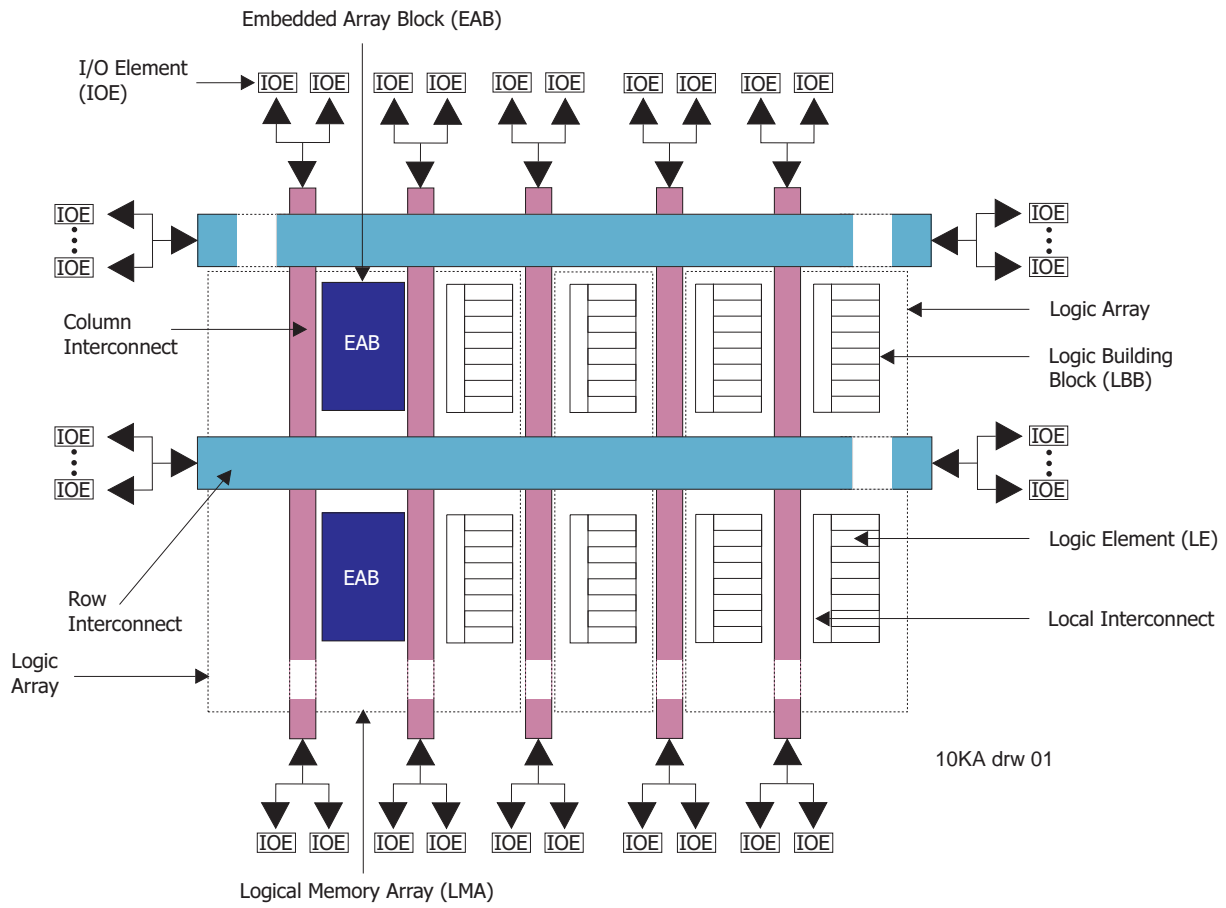 Embedded Array Block (EAB)
I/O Element
(IOE)
IOE IOE IOE IOE IOE IOE IOE IOE IOE IOE
IOE IOE
IOE IOE
Column
Interconnect
EAB
Logic Array
Logic Building
Block (LBB)
IOE IOE
IOE IOE
EAB
Logic Element (LE)
Row
Interconnect
Local Interconnect
Logic
Array
10KA drw 01
IOE IOE IOE IOE IOE IOE IOE IOE IOE IOE
Logical Memory Array (LMA)